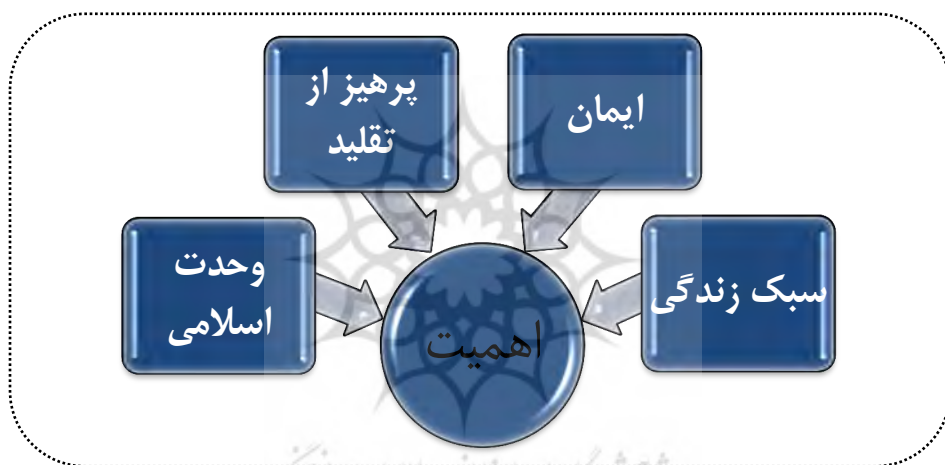 ایمان
پرهیز از
تقلید
سبک زندگی
وحدت
اسلامی
اهمیت